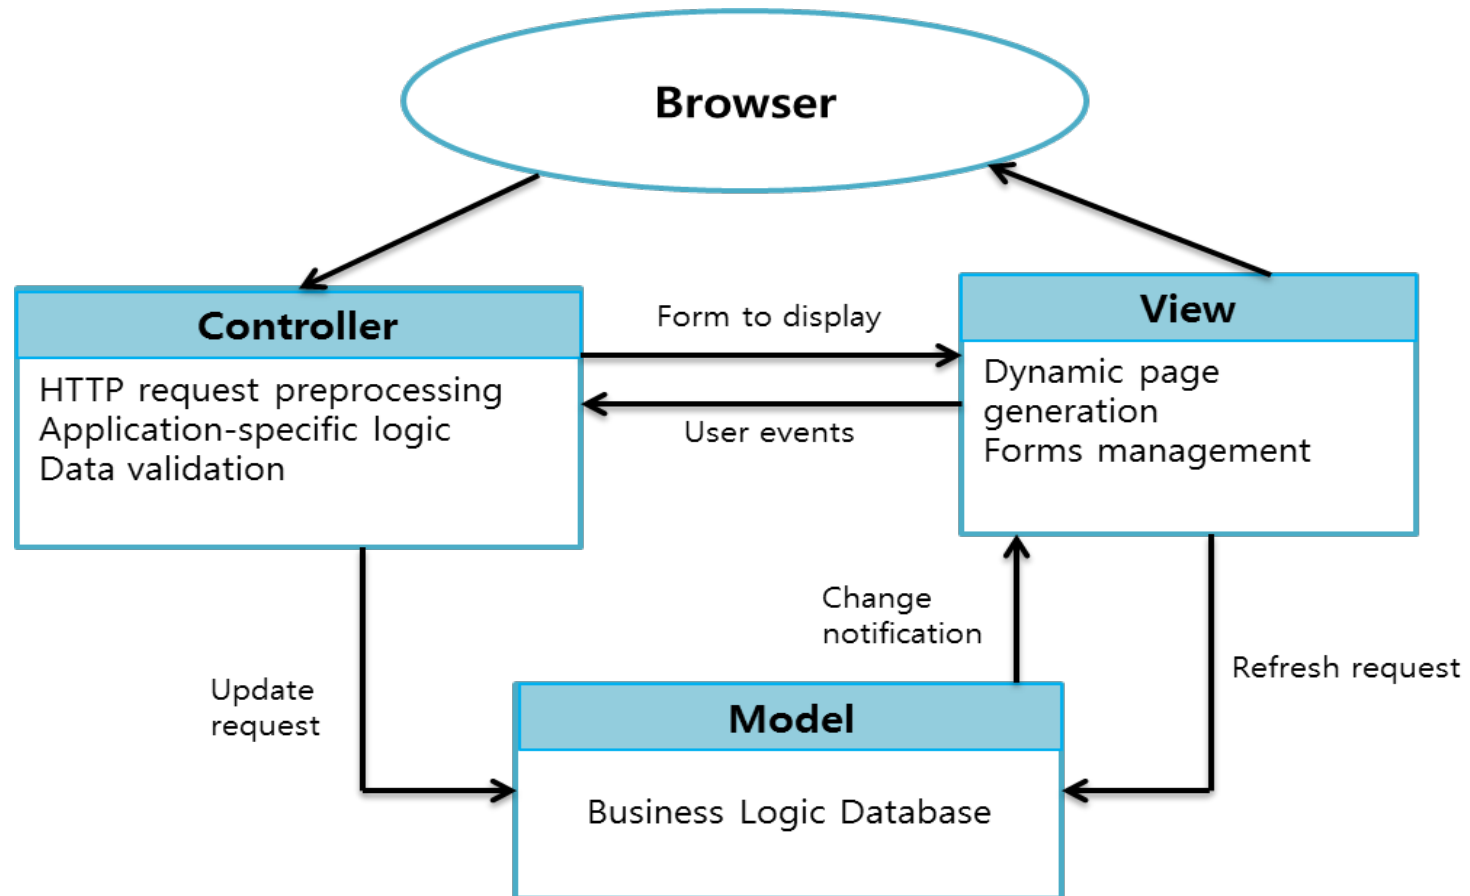 Browser
Controller
HTTP request preprocessing
Application-specific logic
Data validation
Form to display
User events
View
Dynamic page
generation
Forms management
Update
request
Change
notification
Refresh request
Model
Business Logic Database